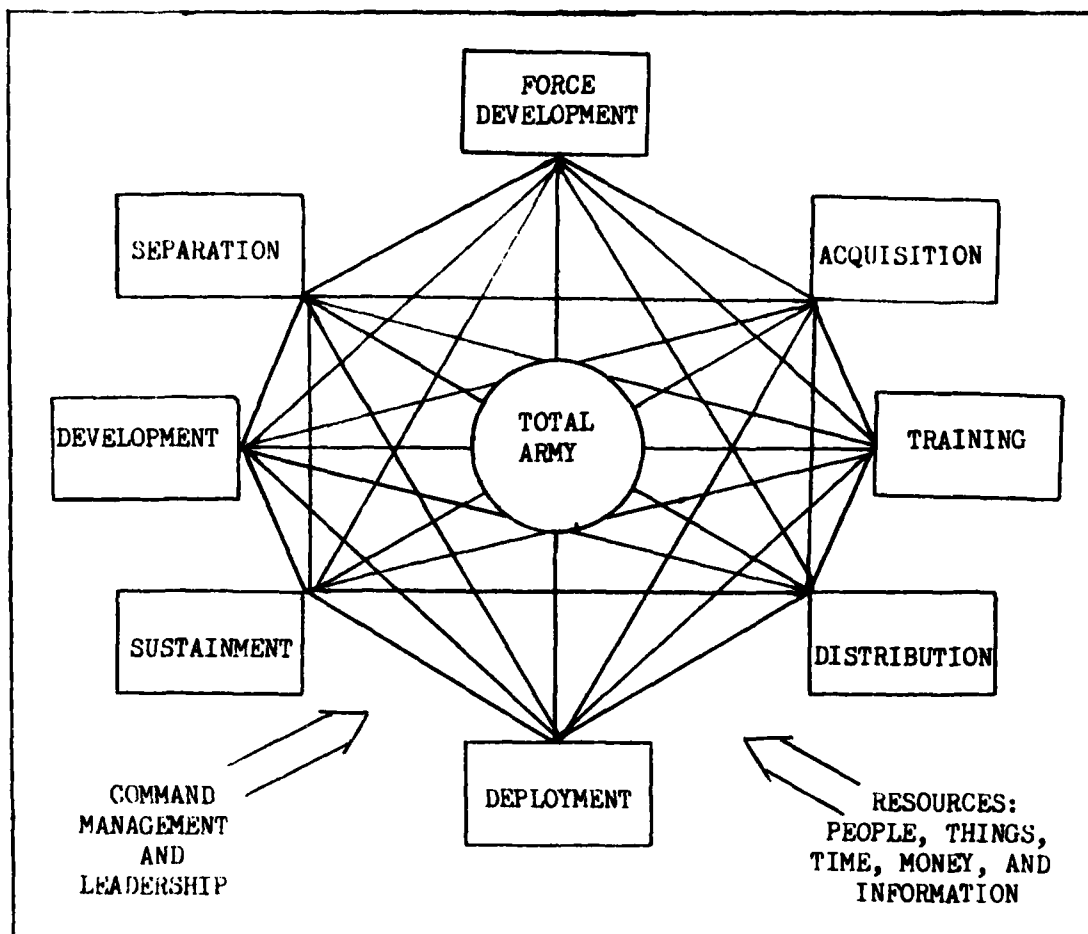 FORCE
DEVELOPMENT
SEPARATION
ACQUISITION
DEVELOPMENT
TOTAL
ARMY
TRAINING
SUSTAINMENT
DISTRIBUTION
DEPLOYMENT
COMMAND
MANAGEMENT
AND
LEADERSHIP
RESOURCES:
PEOPLE, THINGS,
TIME, MONEY, AND
INFORMATION